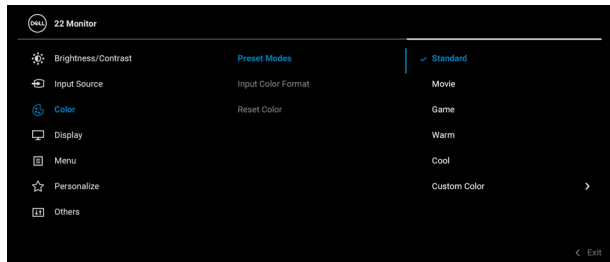 DELL 22 Monitor
Brightness/Contrast Preset Modes Standard
Input Source Input Color Format Movie
Color Reset Color Game
Display Warm
Menu Cool
Personalize Custom Color
Others
Exit